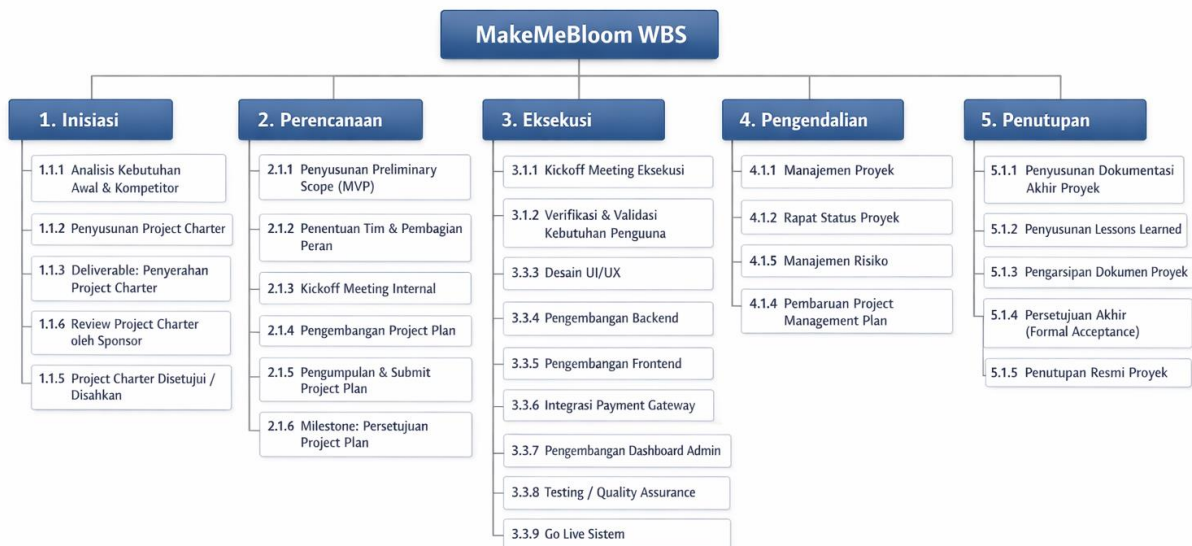 MakeMeBloom WBS
1. Inisiasi
1.1.1 Analisis Kebutuhan
Awal & Kompetitor
1.1.2 Penyusunan Project Charter
1.1.3 Deliverable: Penyerahan
Project Charter
1.1.6 Review Project Charter
oleh Sponsor
1.1.5 Project Charter Disetujui /
Disahkan
2. Perencanaan
2.1.1 Penyusunan Preliminary
Scope (MVP)
2.1.2 Penentuan Tim & Pembagian
Peran
2.1.3 Kickoff Meeting Internal
2.1.4 Pengembangan Project Plan
2.1.5 Pengumpulan & Submit
Project Plan
2.1.6 Milestone: Persetujuan
Project Plan
3. Eksekusi
3.1.1 Kickoff Meeting Eksekusi
3.1.2 Verifikasi & Validasi
Kebutuhan Penguuna
3.3.3 Desain UI/UX
3.3.4 Pengembangan Backend
3.3.5 Pengembangan Frontend
3.3.6 Integrasi Payment Gateway
3.3.7 Pengembangan Dashboard Admin
3.3.8 Testing / Quality Assurance
3.3.9 Go Live Sistem
4. Pengendalian
4.1.1 Manajemen Proyek
4.1.2 Rapat Status Proyek
4.1.5 Manajemen Risiko
4.1.4 Pembaruan Project
Management Plan
5. Penutupan
5.1.1 Penyusunan Dokumentasi
Akhir Proyek
5.1.2 Penyusunan Lessons Learned
5.1.3 Pengarsipan Dokumen Proyek
5.1.4 Persetujuan Akhir
(Formal Acceptance)
5.1.5 Penutupan Resmi Proyek